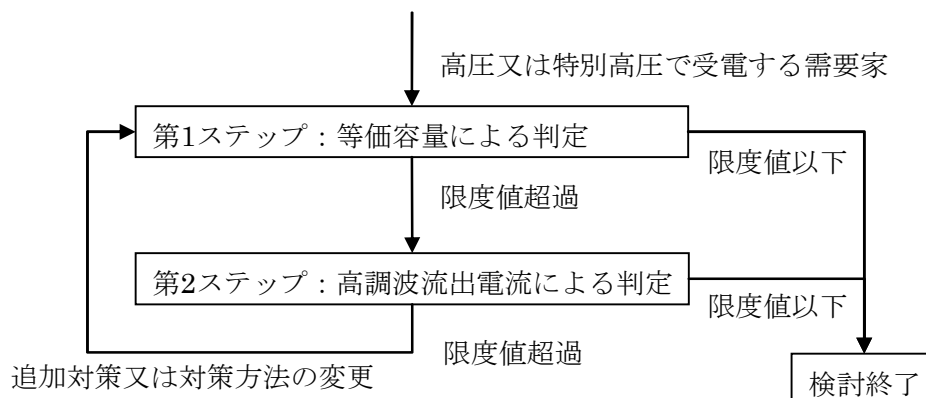 高圧又は特別高圧で受電する需要家
第1ステップ：等価容量による判定
限度値以下
限度値超過
第2ステップ：高調波流出電流による判定
限度値以下
限度値超過
追加対策又は対策方法の変更
検討終了